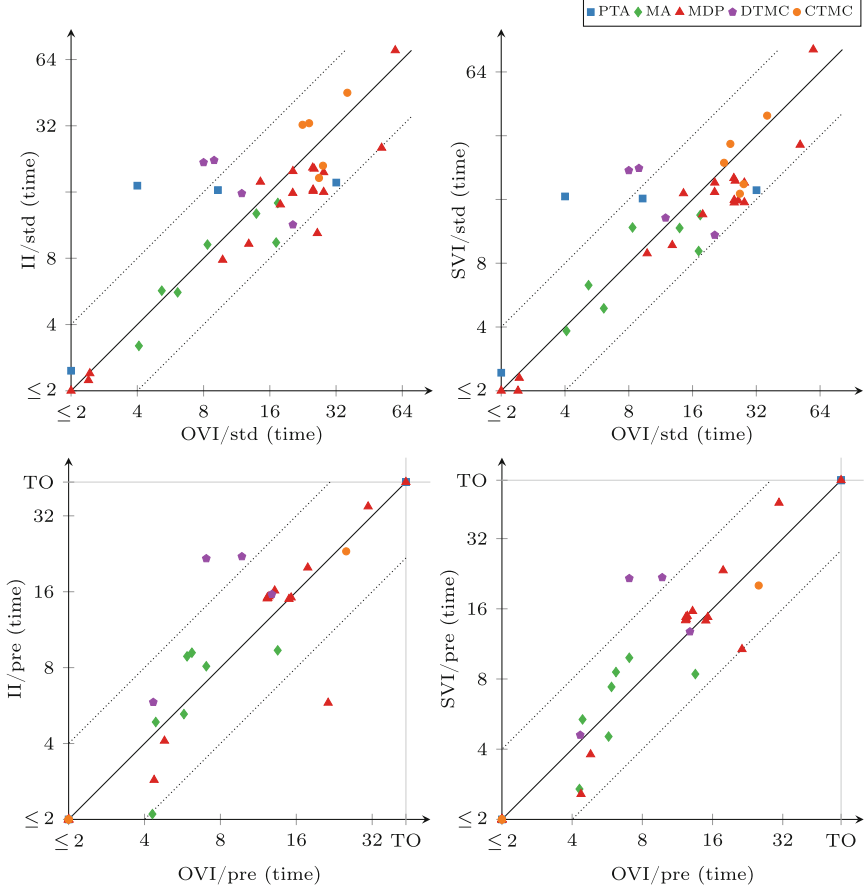 PTA MA MDP DTMC CTMC
64
32
8
4
≤ 2
≤ 2 4 8 16 32 64
OVI/std (time)
II/std (time)
64
8
4
≤ 2
≤ 2 4 8 16 32 64
OVI/std (time)
SVI/std (time)
TO
32
16
8
4
≤ 2
≤ 2 4 8 16 32 TO
OVI/pre (time)
II/pre (time)
TO
32
16
8
4
≤ 2
≤ 2 4 8 16 32 TO
OVI/pre (time)
SVI/pre (time)